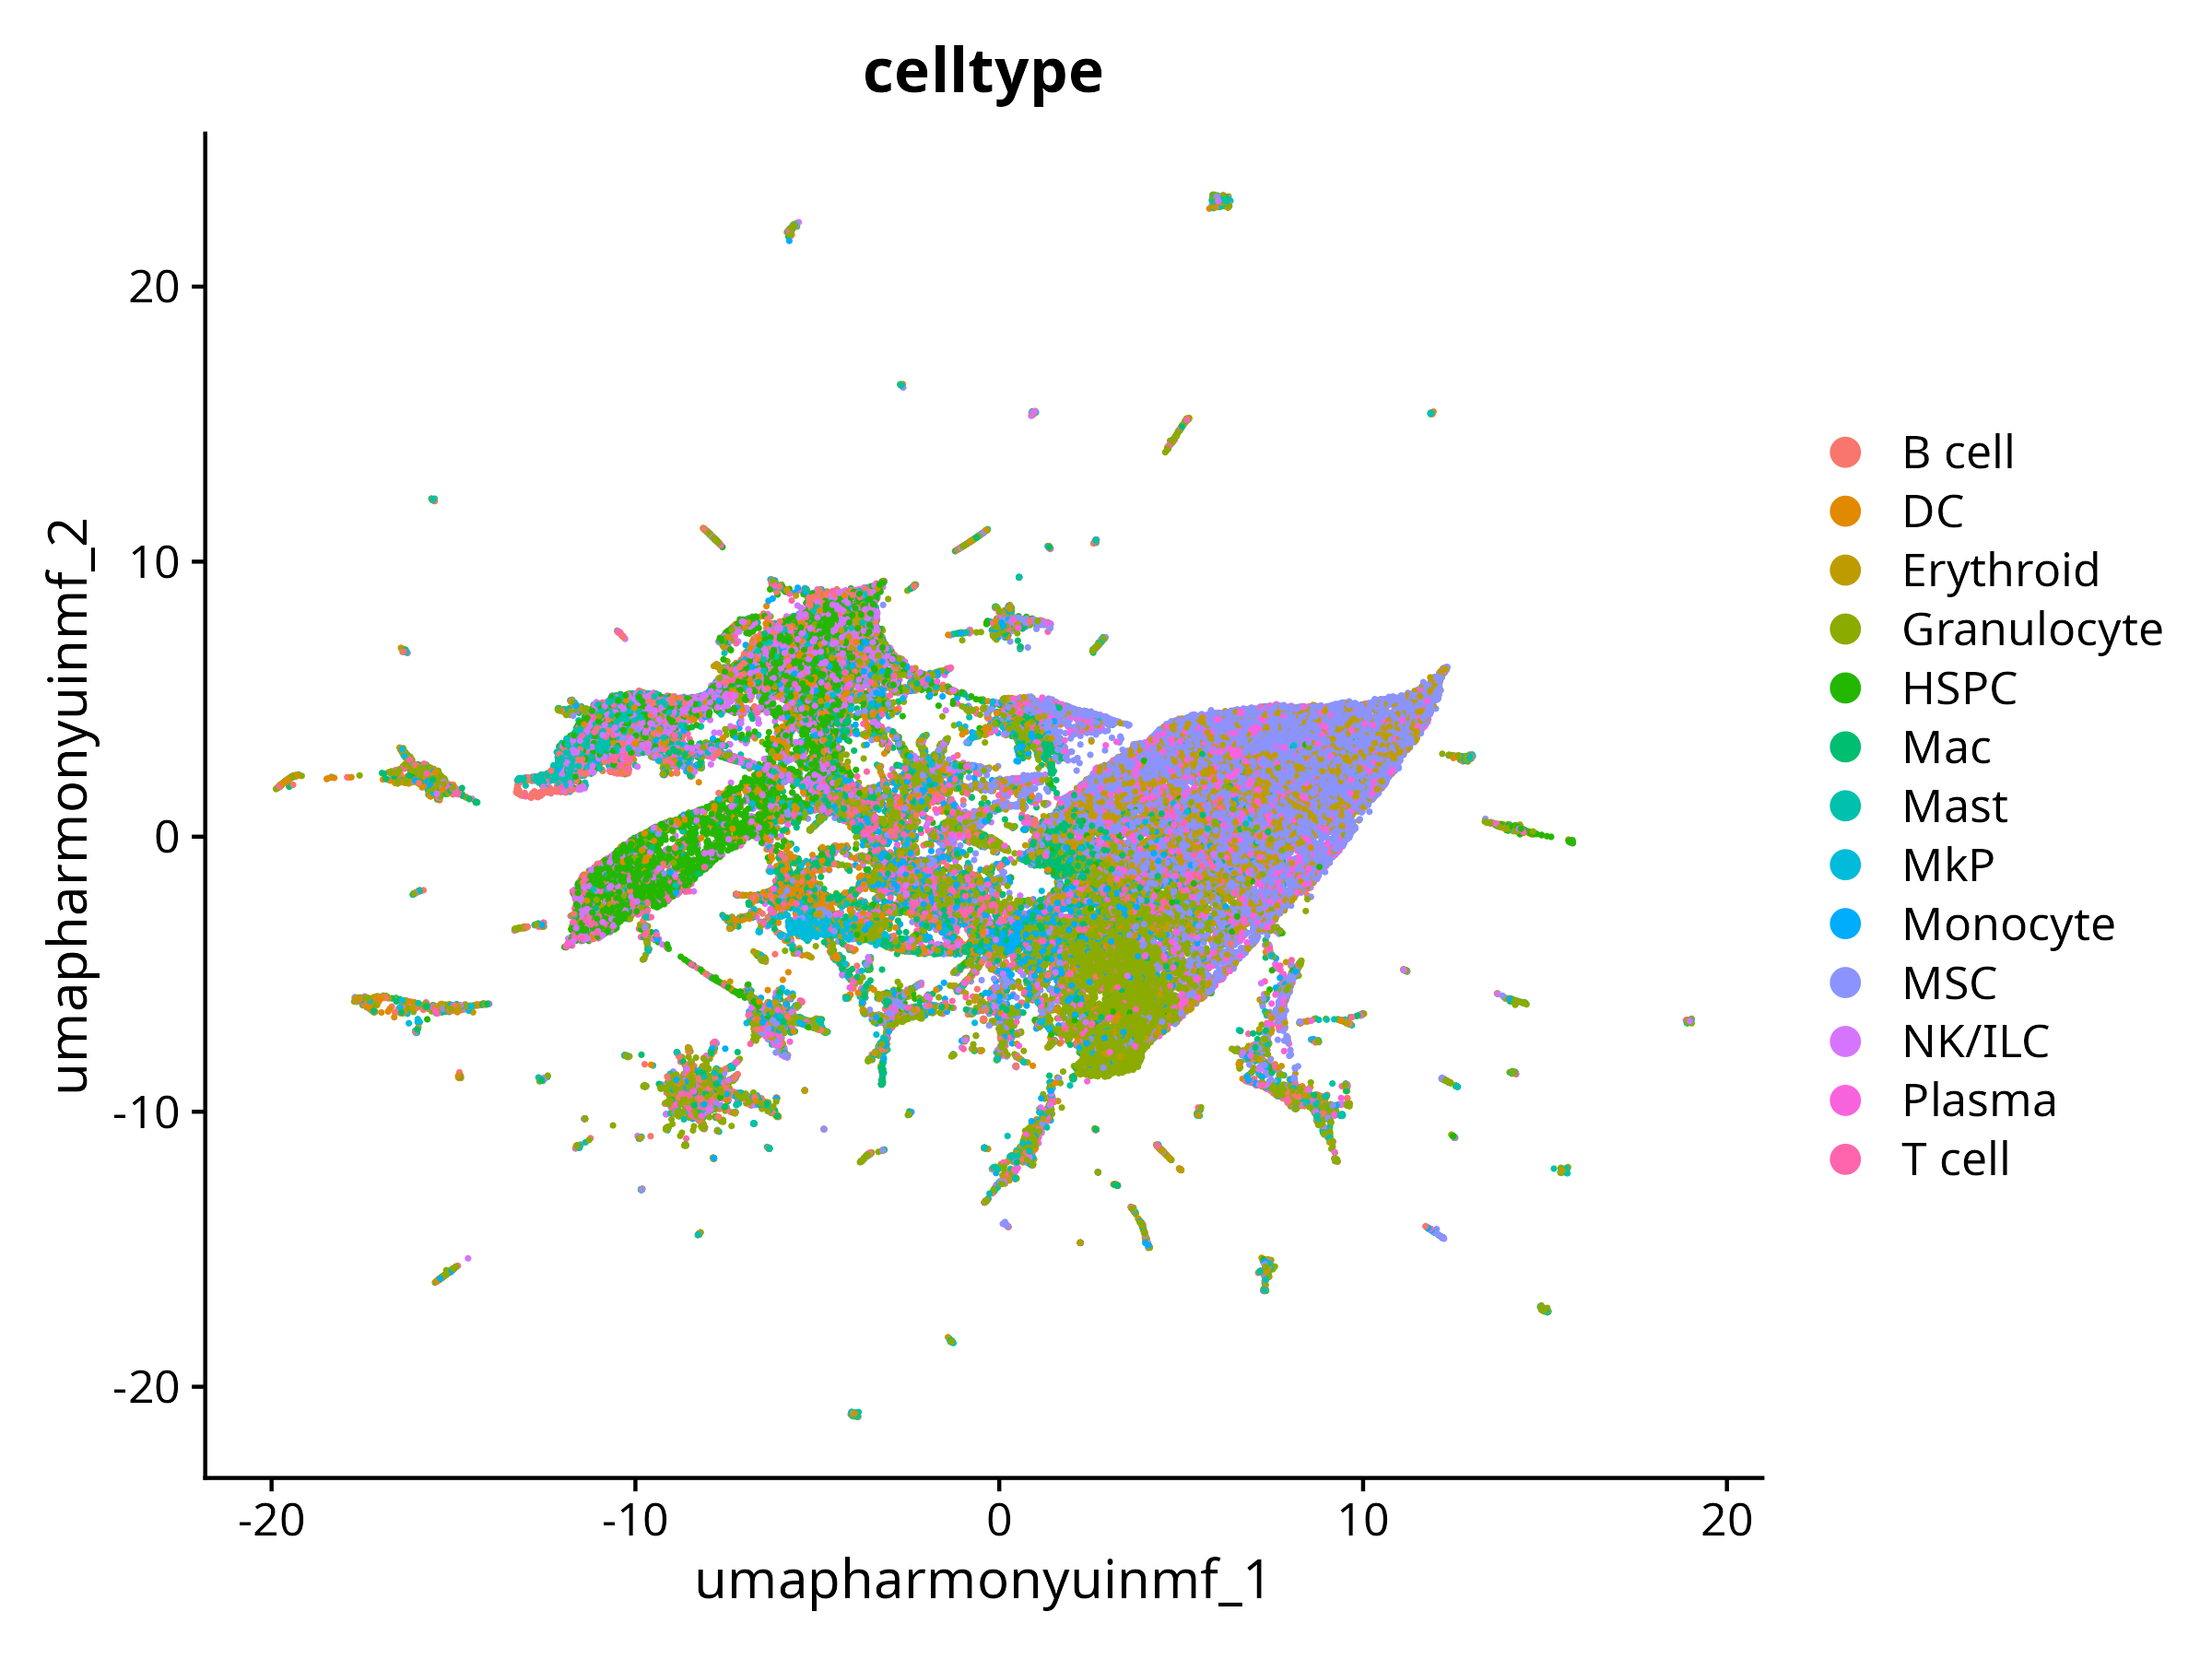 celltype
umapharmonyuinmf_2
20
10
0
-10
-20
-20
-10
0
10
20
umapharmonyuinmf_1
B cell
DC
Erythroid
Granulocyte
HSPC
Mac
Mast
MkP
Monocyte
MSC
NK/ILC
Plasma
T cell